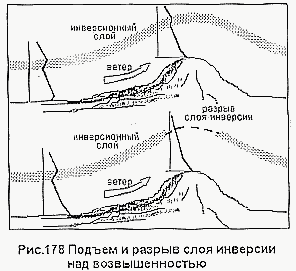 инверсионный
слой
ветер
разрыв
слоя инверсии
инверсионный
слой
ветер
Рис.178 Подъем и разрыв слоя инверсии
над возвышенностью